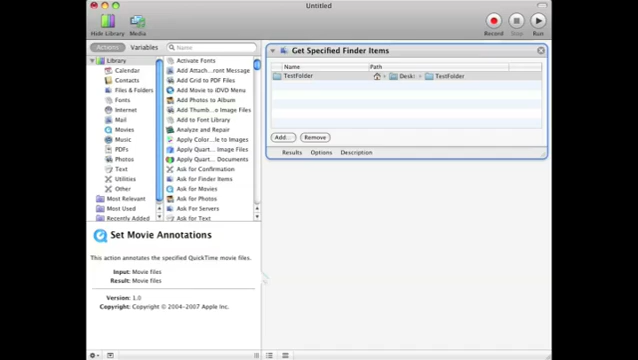 Untitled
Hide Library Media Record Stop Run
Actions Variables Name
Library
Calendar
Contacts
Files & Folders
Fonts
Internet
Mail
Movies
Music
PDFs
Photos
Text
Utilities
Other
Most Relevant
Most Used
Recently Added
Activate Fonts
Add Attach...ront Message
Add Grid to PDF Files
Add Movie to iDVD Menu
Add Photos to Album
Add Thumb...o Image Files
Add to Font Library
Analyze and Repair
Apply Color...to Images
Apply Quart...Image Files
Apply Quart... Documents
Ask for Confirmation
Ask for Finder Items
Ask for Movies
Ask for Photos
Ask For Servers
Ask for Text
Set Movie Annotations
This action annotates the specified QuickTime movie files.
Input: Movie files
Result: Movie files
Version: 1.0
Copyright: Copyright © 2004–2007 Apple Inc.
Get Specified Finder Items
Name Path
TestFolder Desk: TestFolder
Add... Remove
Results Options Description